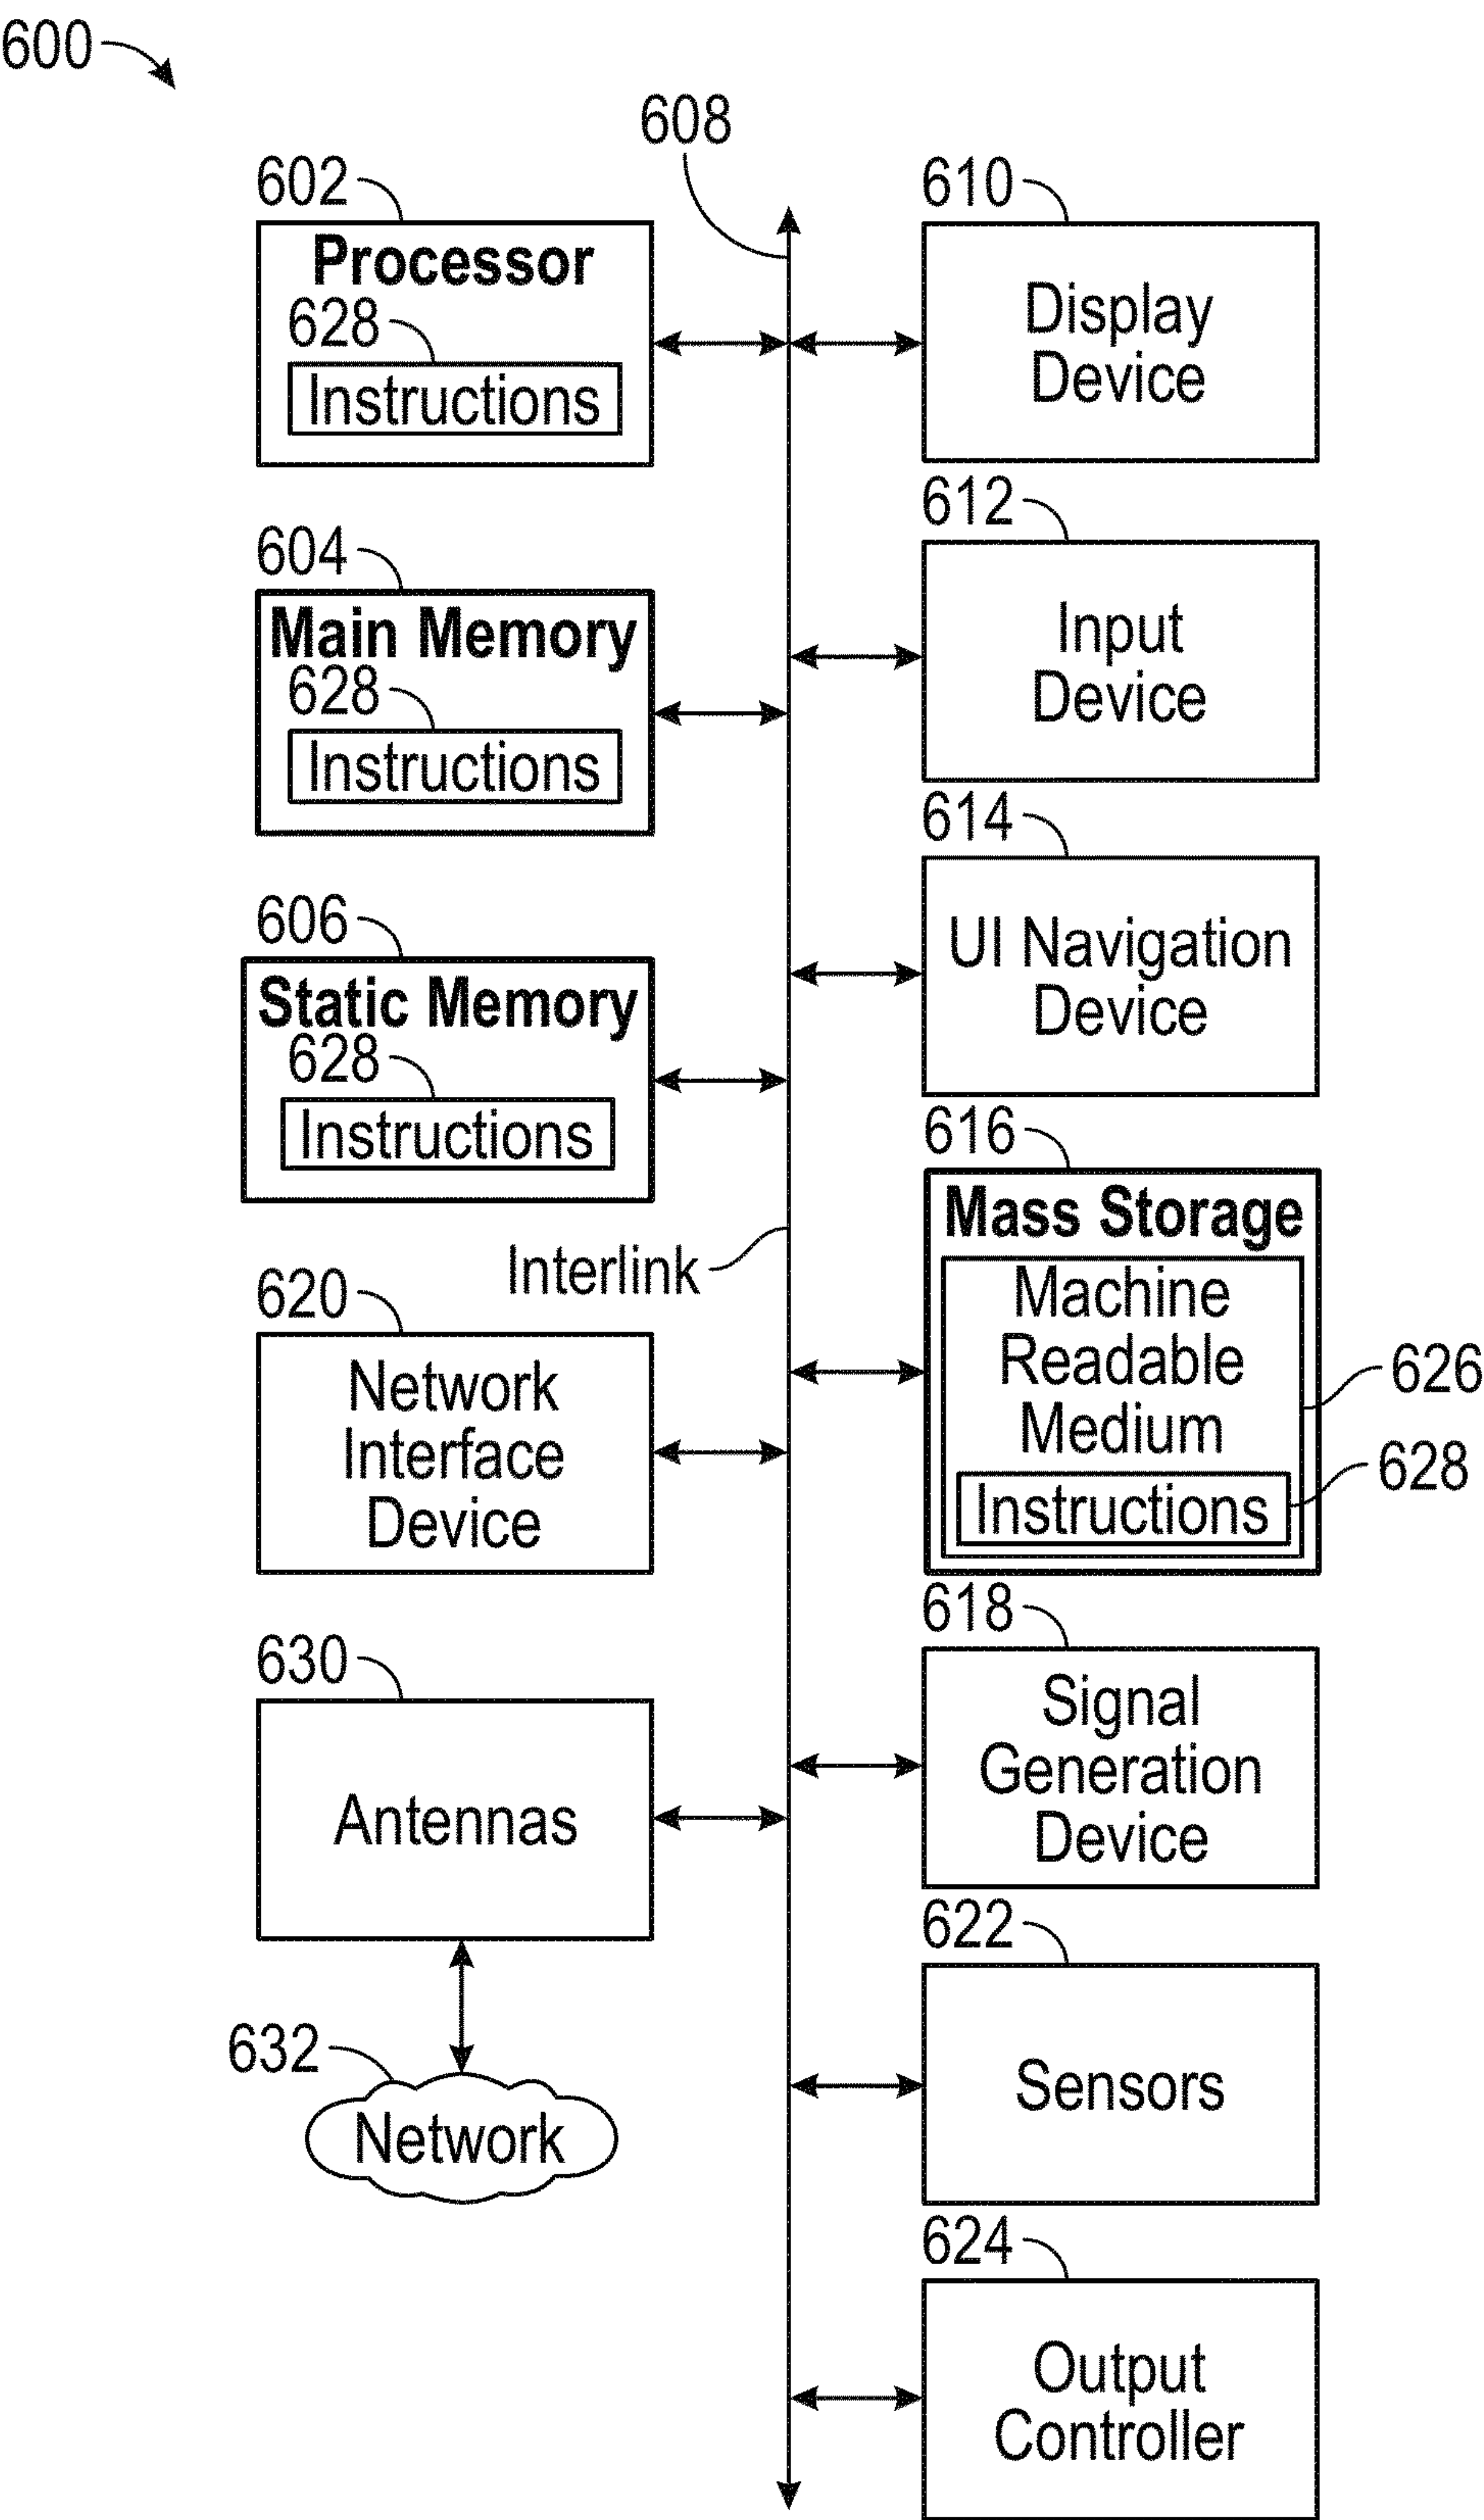 600
608
602
Processor
628
Instructions
604
Main Memory
628
Instructions
606
Static Memory
628
Instructions
Interlink
620
Network
Interface
Device
630
Antennas
632
Network
610
Display
Device
612
Input
Device
614
UI Navigation
Device
616
Mass Storage
Machine
Readable
Medium
626
628
Instructions
618
Signal
Generation
Device
622
Sensors
624
Output
Controller